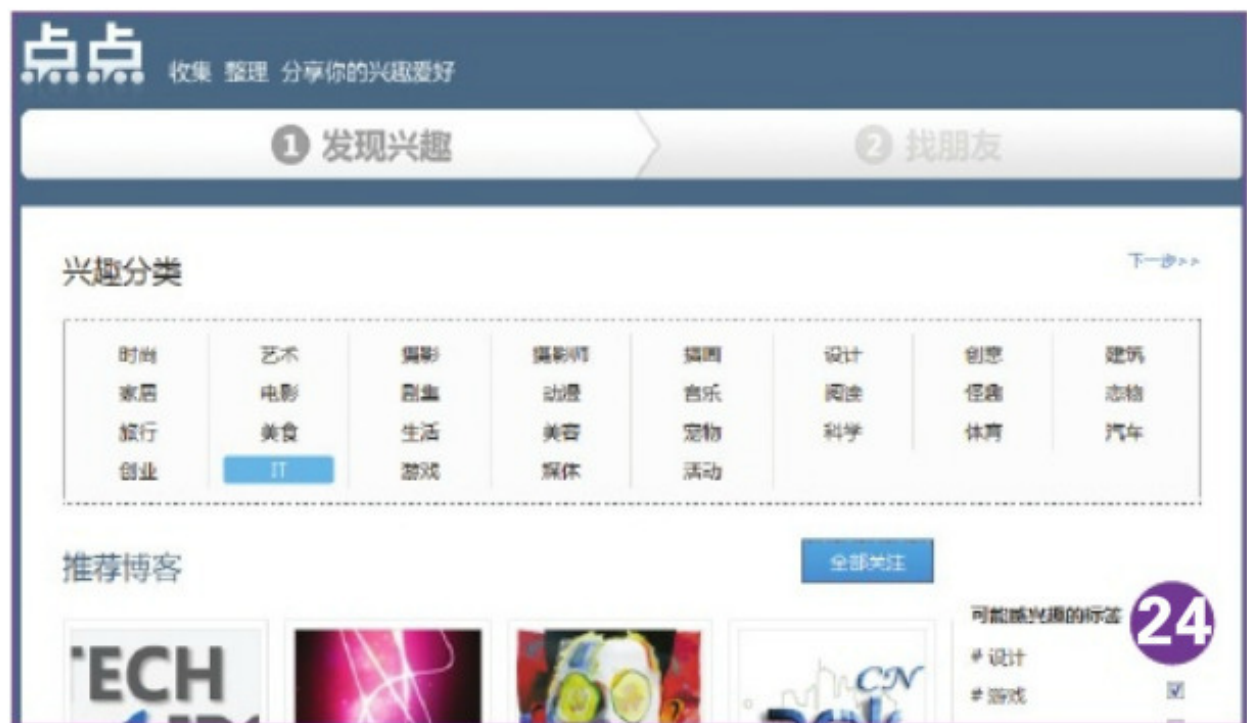 点点 收集 整理 分享你的兴趣爱好
1 发现兴趣 2 找朋友
兴趣分类 下一步>>
时尚 艺术 摄影 摄影师 插画 设计 创意 建筑
家居 电影 剧集 动漫 音乐 阅读 怪趣 恋物
旅行 美食 生活 美容 宠物 科学 体育 汽车
创业 IT 游戏 媒体 活动
推荐博客 全部关注
可能感兴趣的标签 24
# 设计
# 游戏
TECH
CN